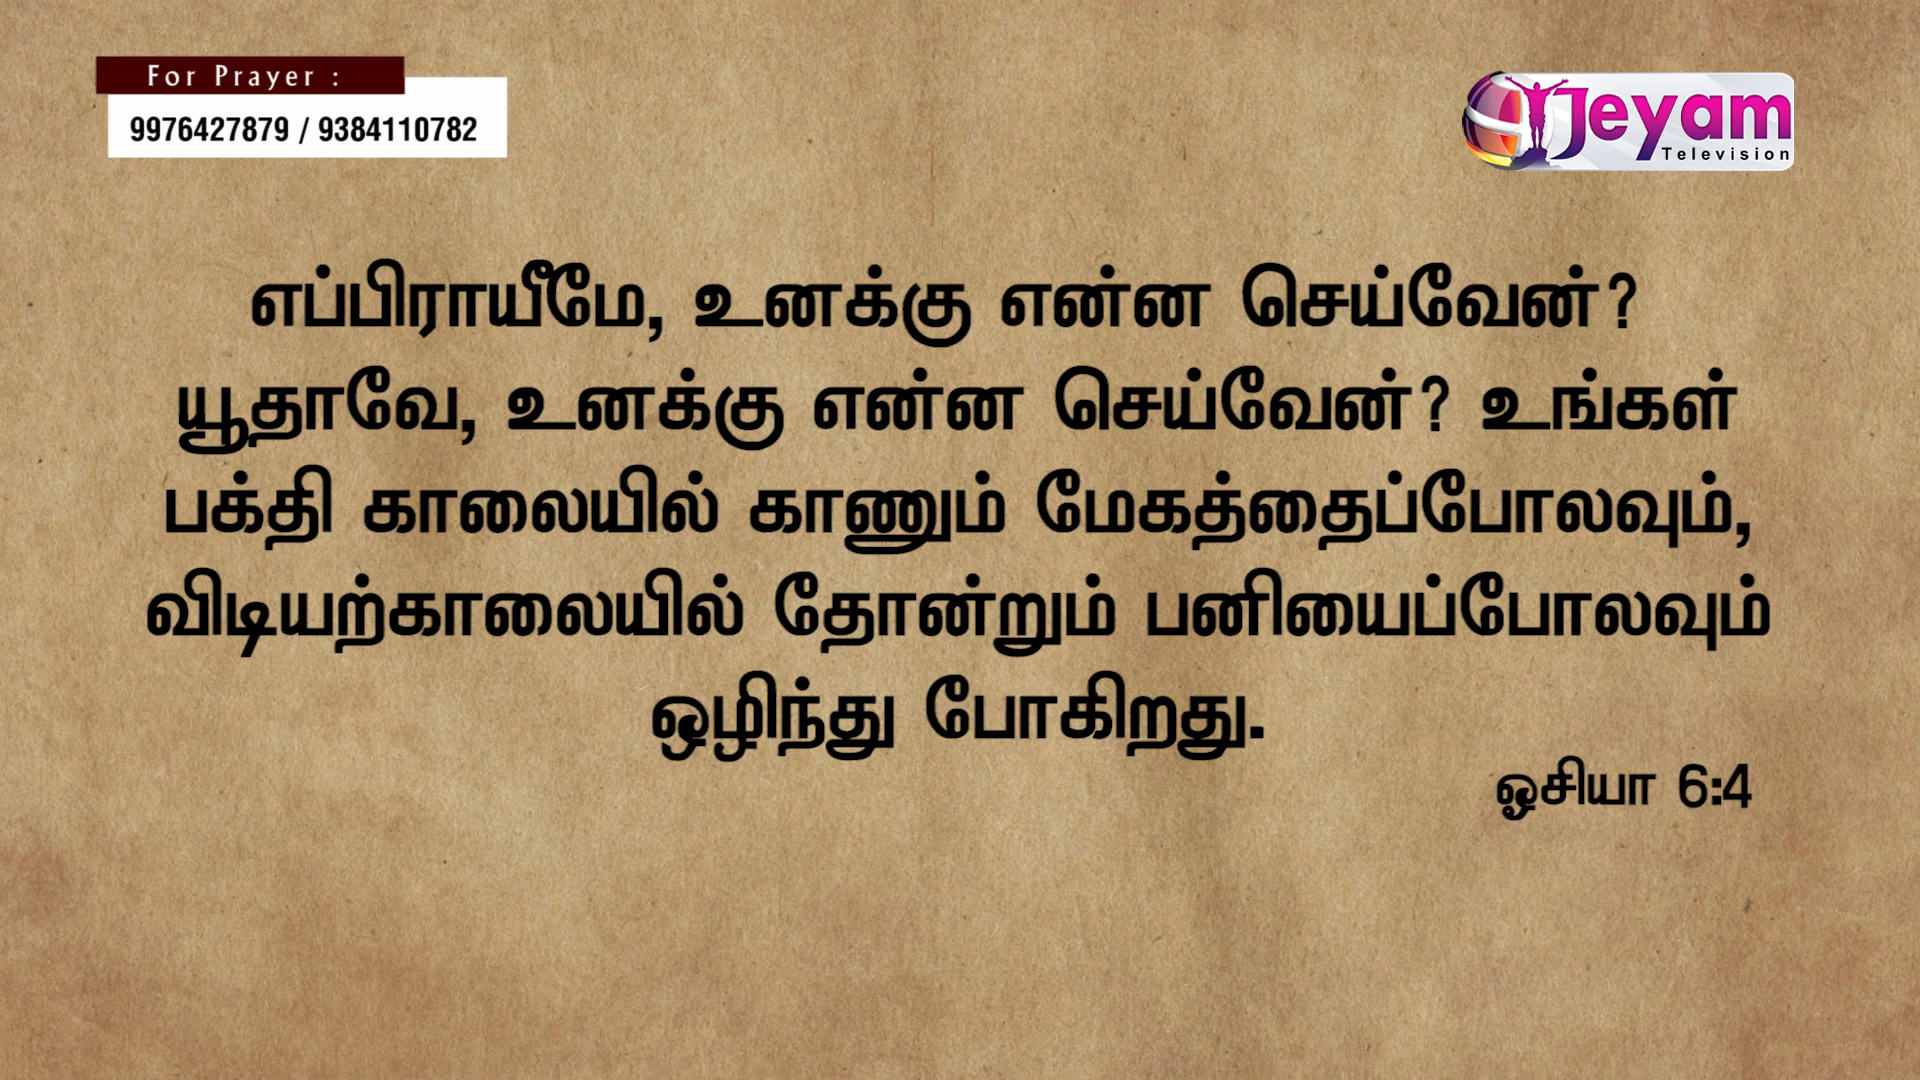 For Prayer :
9976427879 / 9384110782
Jeyam
Television
எப்பிராயீமே, உனக்கு என்ன செய்வேன்?
யூதாவே, உனக்கு என்ன செய்வேன்? உங்கள்
பக்தி காலையில் காணும் மேகத்தைப்போலவும்,
விடியற்காலையில் தோன்றும் பனியைப்போலவும்
ஒழிந்து போகிறது.
ஓசியா 6:4